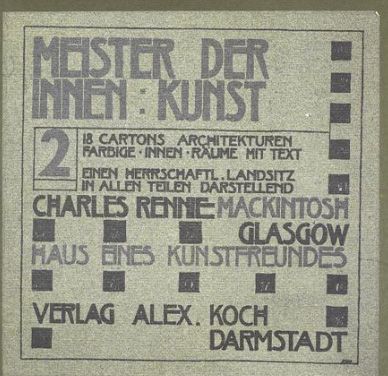 MEISTER DER
INNEN : KUNST
2
18 CARTONS ARCHITEKTUREN
FARBIGE · INNEN · RÄUME MIT TEXT
EINEN HERRSCHAFTL. LANDSITZ
IN ALLEN TEILEN DARSTELLEND
CHARLES RENNIE MACKINTOSH
GLASGOW
HAUS EINES KUNSTFREUNDES
VERLAG ALEX. KOCH
DARMSTADT